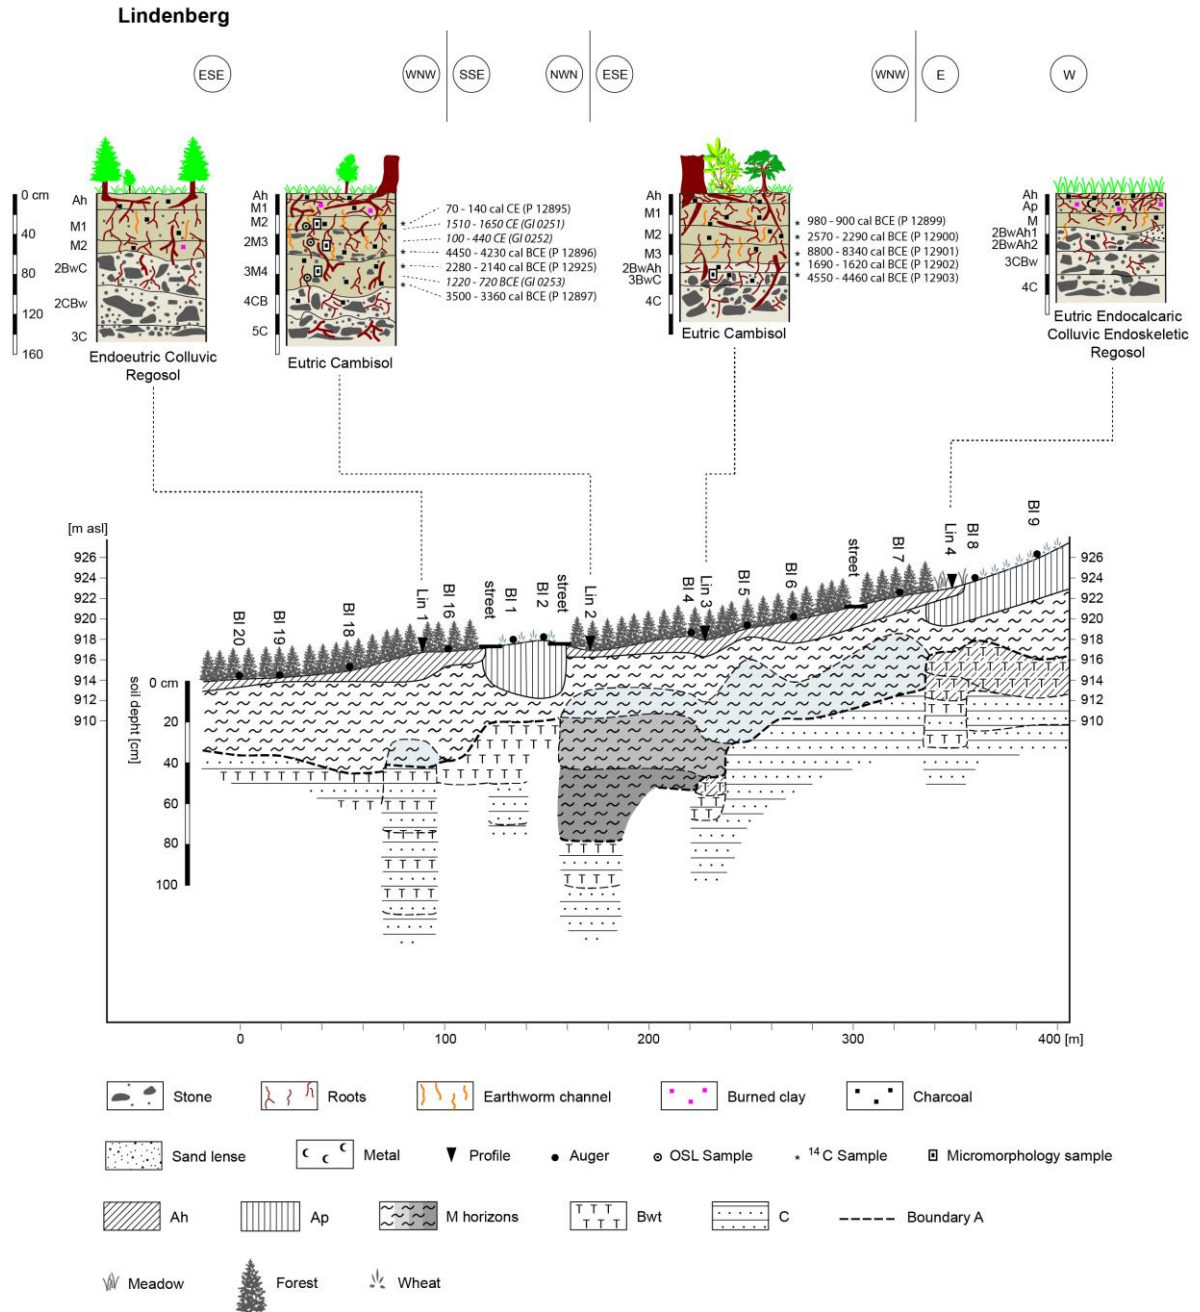 Lindenberg
ESE
WNW
SSE
NWN
ESE
WNW
E
W
0 cm
40
80
120
160
Ah
M1
M2
2BwC
2CBw
3C
Endoeutric Colluvic
Regosol
Ah
M1
M2
2M3
3M4
4CB
5C
Eutric Cambisol
70 - 140 cal CE (P 12895)
1510 - 1650 CE (GI 0251)
100 - 440 CE (GI 0252)
4450 - 4230 cal BCE (P 12896)
2280 - 2140 cal BCE (P 12925)
1220 - 720 BCE (GI 0253)
3500 - 3360 cal BCE (P 12897)
Ah
M1
M2
M3
2BwAh
3BwC
4C
Eutric Cambisol
* 980 - 900 cal BCE (P 12899)
* 2570 - 2290 cal BCE (P 12900)
* 8800 - 8340 cal BCE (P 12901)
* 1690 - 1620 cal BCE (P 12902)
* 4550 - 4460 cal BCE (P 12903)
Ah
Ap
M
2BwAh1
2BwAh2
3CBw
4C
Eutric Endocalcaric
Colluvic Endoskeletic
Regosol
[m asl]
926
924
922
920
918
916
914
912
910
BI 20
BI 19
BI 18
Lin 1
BI 16
street
BI 1
BI 2
street
Lin 2
BI 4
Lin 3
BI 5
BI 6
street
BI 7
Lin 4
BI 8
BI 9
926
924
922
920
918
916
914
912
910
soil depht [cm]
0 cm
20
40
60
80
100
0
100
200
300
400 [m]
Stone
Roots
Earthworm channel
Burned clay
Charcoal
Sand lense
Metal
Profile
Auger
OSL Sample
* 14C Sample
Micromorphology sample
Ah
Ap
M horizons
Bwt
C
Boundary A
Meadow
Forest
Wheat